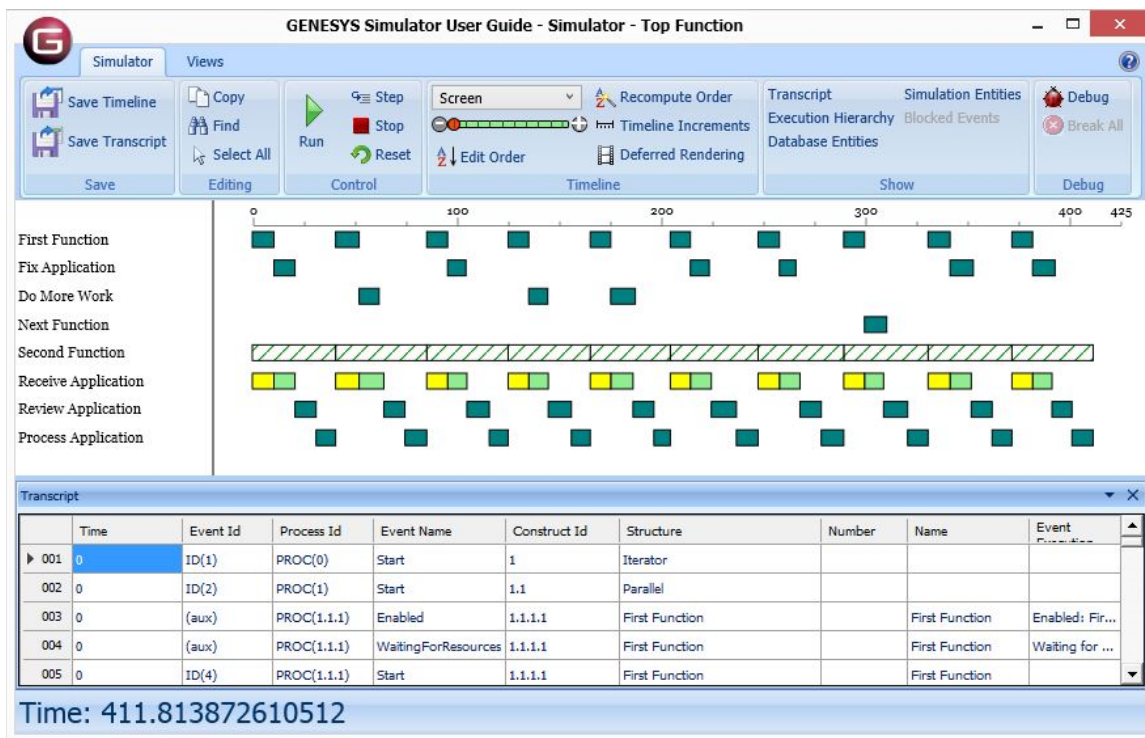 GENESYS Simulator User Guide - Simulator - Top Function
Simulator Views
Save Timeline
Save Transcript
Save
Copy
Find
Select All
Editing
Run
Step
Stop
Reset
Control
Screen
Edit Order
Recompute Order
Timeline Increments
Deferred Rendering
Timeline
Transcript
Execution Hierarchy
Database Entities
Simulation Entities
Blocked Events
Show
Debug
Break All
Debug
0 100 200 300 400 425
First Function
Fix Application
Do More Work
Next Function
Second Function
Receive Application
Review Application
Process Application
Transcript
Time Event Id Process Id Event Name Construct Id Structure Number Name Event
001 0 ID(1) PROC(0) Start 1 Iterator
002 0 ID(2) PROC(1) Start 1.1 Parallel
003 0 (aux) PROC(1.1.1) Enabled 1.1.1.1 First Function First Function Enabled: Fir...
004 0 (aux) PROC(1.1.1) WaitingForResources 1.1.1.1 First Function First Function Waiting for ...
005 0 ID(4) PROC(1.1.1) Start 1.1.1.1 First Function First Function
Time: 411.813872610512